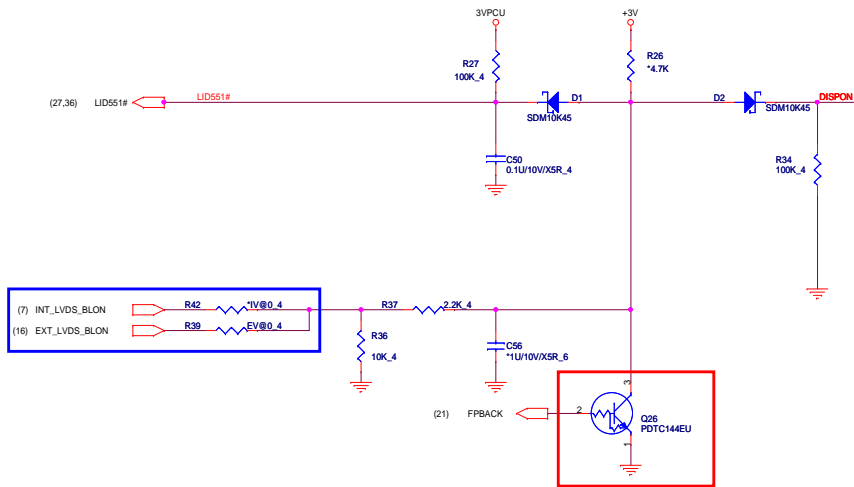 3VPCU
+3V
R27
100K_4
R26
*4.7K
(27,36)
LID551#
LID551#
D1
SDM10K45
D2
SDM10K45
DISPON
C50
0.1U/10V/X5R_4
R34
100K_4
(7)
INT_LVDS_BLON
R42
*IV@0_4
R37
2.2K_4
(16)
EXT_LVDS_BLON
R39
EV@0_4
R36
10K_4
C56
*1U/10V/X5R_6
3
(21)
FPBACK
2
Q26
PDTC144EU
1